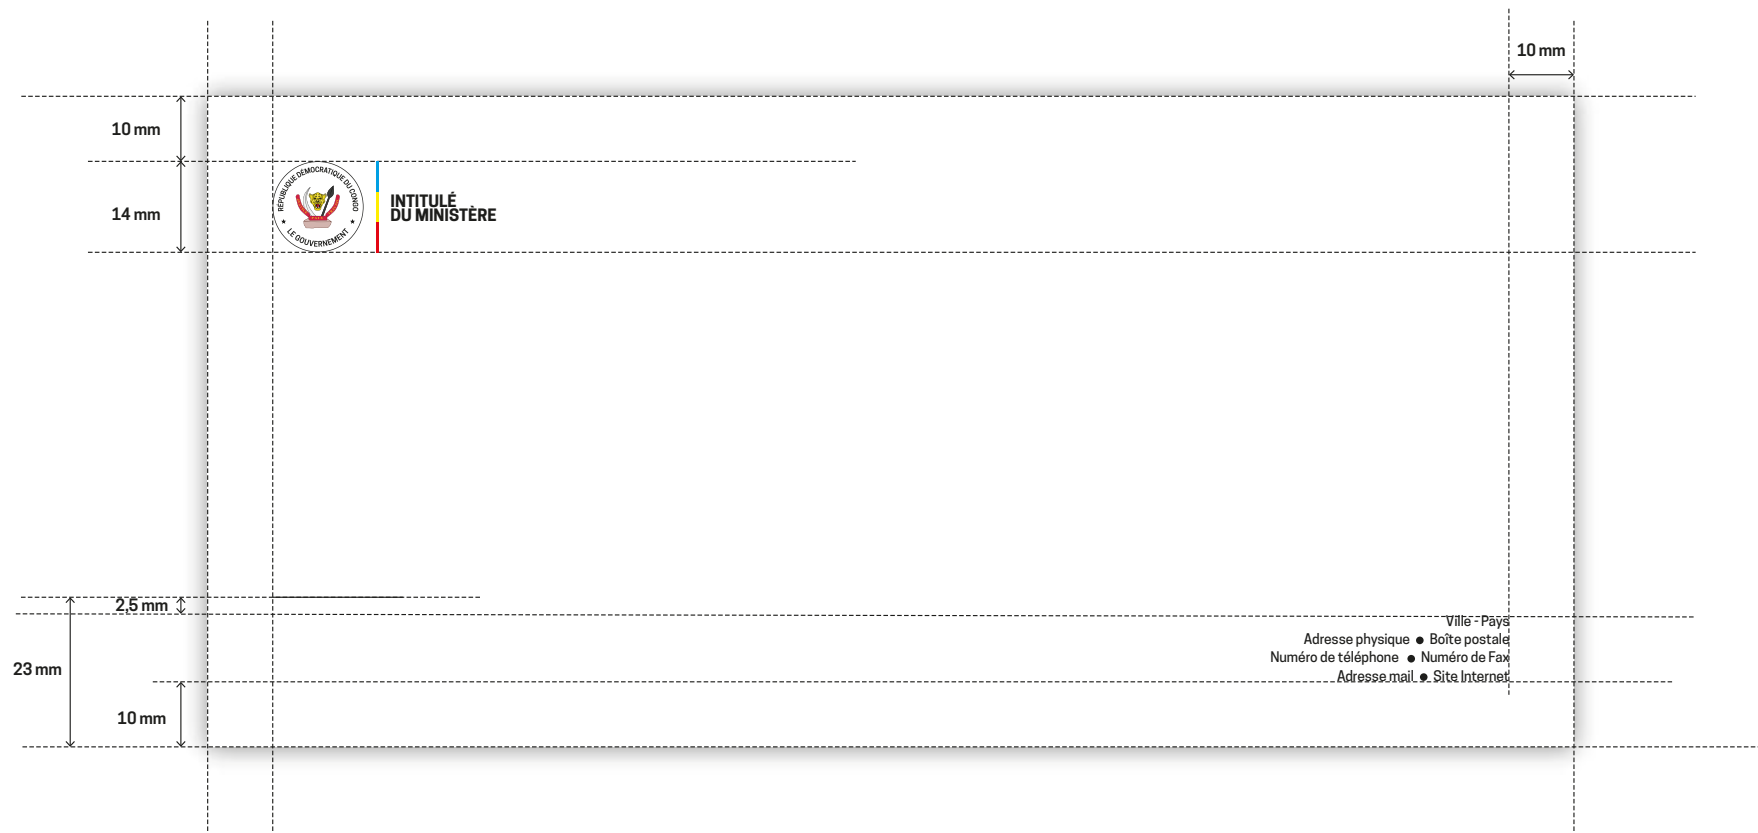 10 mm
10 mm
14 mm
RÉPUBLIQUE DÉMOCRATIQUE DU CONGO
LE GOUVERNEMENT
INTITULÉ
DU MINISTÈRE
2,5 mm
23 mm
10 mm
Ville - Pays
Adresse physique ● Boîte postale
Numéro de téléphone ● Numéro de Fax
Adresse mail ● Site Internet